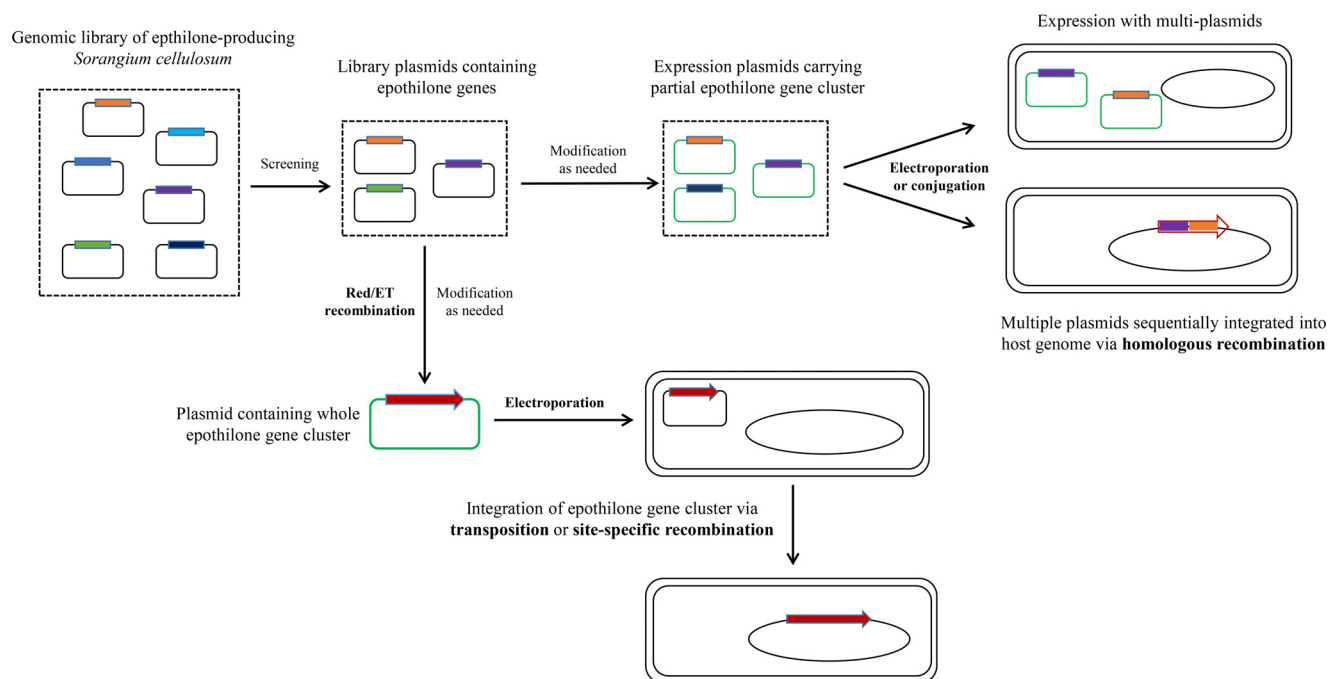 Genomic library of epthilone-producing
Sorangium cellulosum
Screening
Library plasmids containing
epothilone genes
Modification
as needed
Expression plasmids carrying
partial epothilone gene cluster
Electroporation
or conjugation
Expression with multi-plasmids
Multiple plasmids sequentially integrated into
host genome via homologous recombination
Red/ET
recombination
Modification
as needed
Plasmid containing whole
epothilone gene cluster
Electroporation
Integration of epothilone gene cluster via
transposition or site-specific recombination